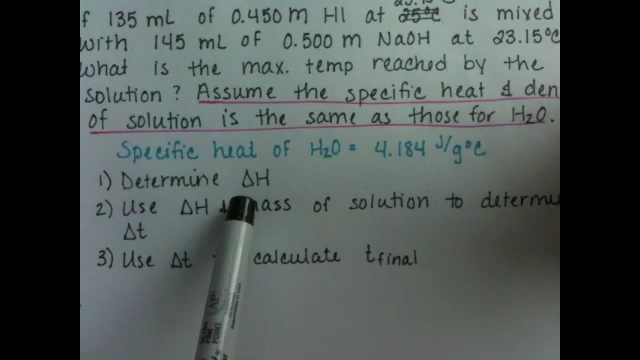 f 135 mL of 0.450 m HI at 25°C is mixed
with 145 mL of 0.500 m NaOH at 23.15°C
what is the max. temp reached by the
solution? Assume the specific heat & den
of solution is the same as those for H₂O.
Specific heat of H₂O = 4.184 J/g°C
1) Determine ΔH
2) Use ΔH & mass of solution to determ
Δt
3) Use Δt calculate tfinal